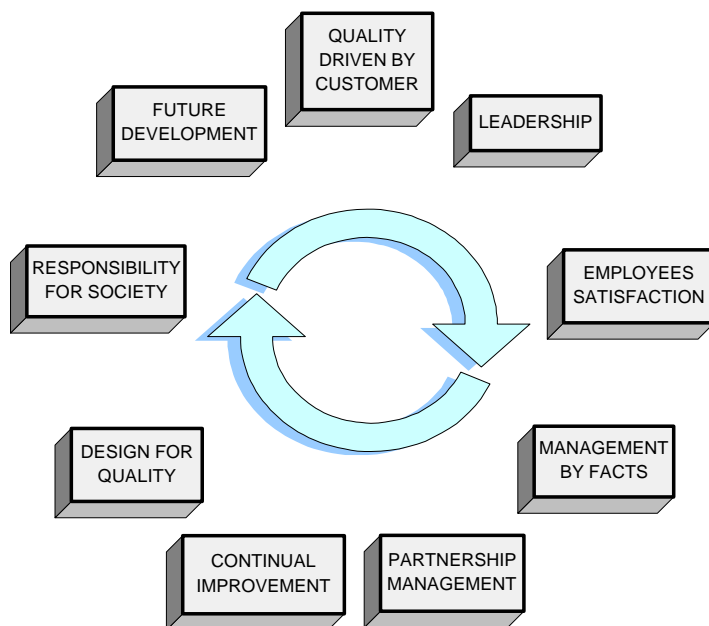 QUALITY
DRIVEN BY
CUSTOMER
FUTURE
DEVELOPMENT
LEADERSHIP
RESPONSIBILITY
FOR SOCIETY
EMPLOYEES
SATISFACTION
DESIGN FOR
QUALITY
MANAGEMENT
BY FACTS
CONTINUAL
IMPROVEMENT
PARTNERSHIP
MANAGEMENT